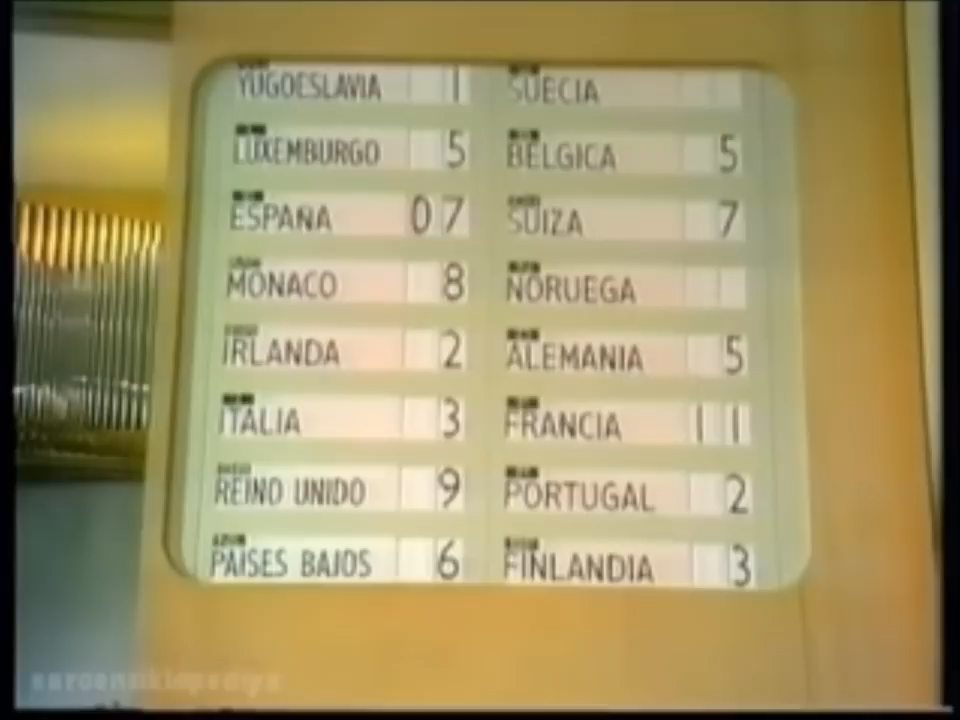 YUGOESLAVIA 1 SUECIA
LUXEMBURGO 5 BELGICA 5
ESPAÑA 07 SUIZA 7
MONACO 8 NORUEGA
IRLANDA 2 ALEMANIA 5
ITALIA 3 FRANCIA 11
REINO UNIDO 9 PORTUGAL 2
PAISES BAJOS 6 FINLANDIA 3